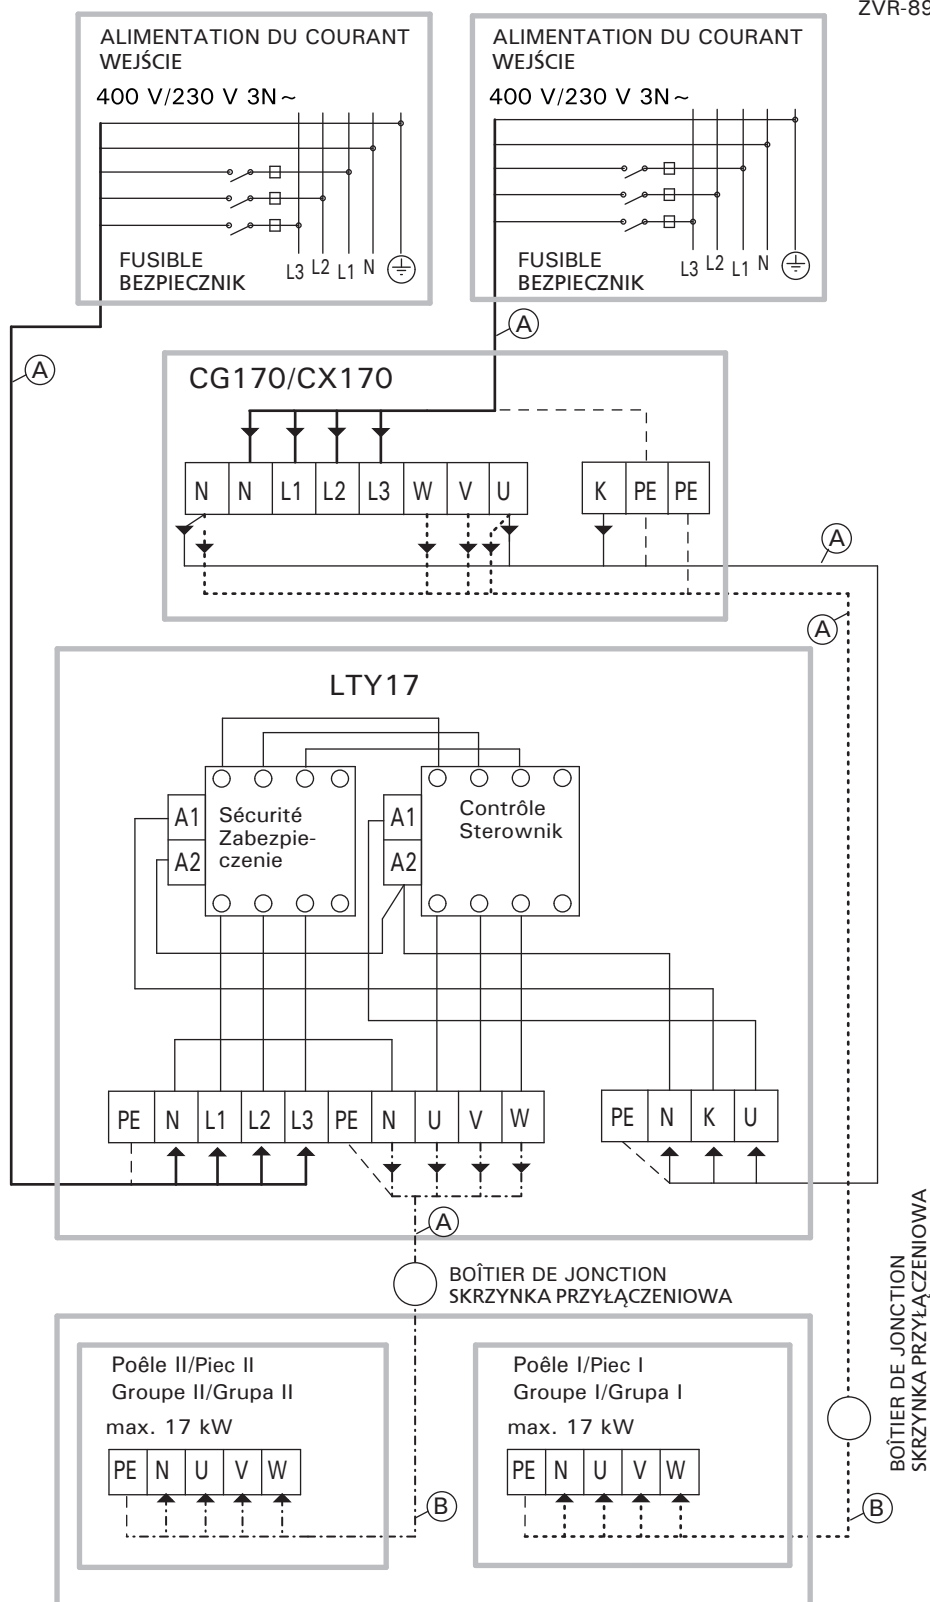 ZVR-89
ALIMENTATION DU COURANT
WEJŚCIE
400 V/230 V 3N~
FUSIBLE
BEZPIECZNIK
L3 L2 L1 N
ALIMENTATION DU COURANT
WEJŚCIE
400 V/230 V 3N~
FUSIBLE
BEZPIECZNIK
L3 L2 L1 N
A
A
CG170/CX170
N N L1 L2 L3 W V U
K PE PE
A
A
LTY17
A1
A2
Sécurité
Zabezpie-
czenie
A1
A2
Contrôle
Sterownik
PE N L1 L2 L3 PE N U V W
PE N K U
A
BOÎTIER DE JONCTION
SKRZYNKA PRZYŁĄCZENIOWA
BOÎTIER DE JONCTION
SKRZYNKA PRZYŁĄCZENIOWA
Poêle II/Piec II
Groupe II/Grupa II
max. 17 kW
PE N U V W
B
Poêle I/Piec I
Groupe I/Grupa I
max. 17 kW
PE N U V W
B